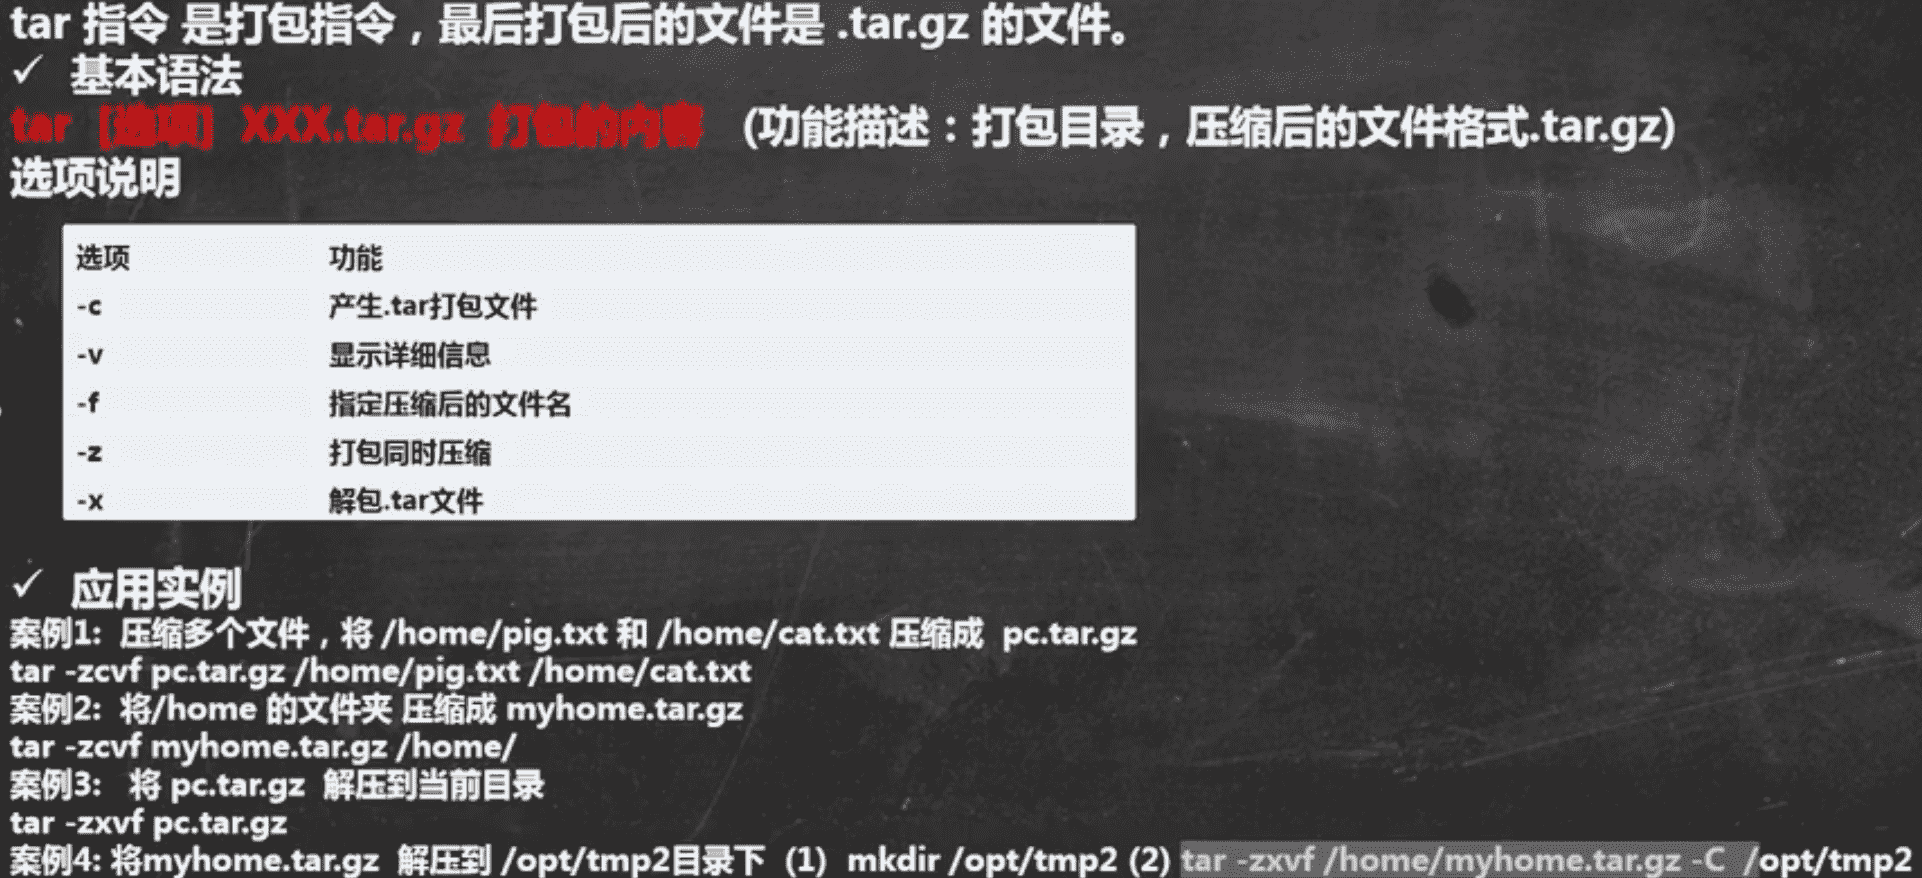 tar 指令 是打包指令，最后打包后的文件是 .tar.gz 的文件。
✓ 基本语法
tar [选项] XXX.tar.gz 打包的内容 (功能描述：打包目录，压缩后的文件格式.tar.gz)
选项说明
选项 功能
-c 产生.tar打包文件
-v 显示详细信息
-f 指定压缩后的文件名
-z 打包同时压缩
-x 解包.tar文件
✓ 应用实例
案例1: 压缩多个文件，将 /home/pig.txt 和 /home/cat.txt 压缩成 pc.tar.gz
tar -zcvf pc.tar.gz /home/pig.txt /home/cat.txt
案例2: 将/home 的文件夹 压缩成 myhome.tar.gz
tar -zcvf myhome.tar.gz /home/
案例3: 将 pc.tar.gz 解压到当前目录
tar -zxvf pc.tar.gz
案例4: 将myhome.tar.gz 解压到 /opt/tmp2目录下 (1) mkdir /opt/tmp2 (2) tar -zxvf /home/myhome.tar.gz -C /opt/tmp2